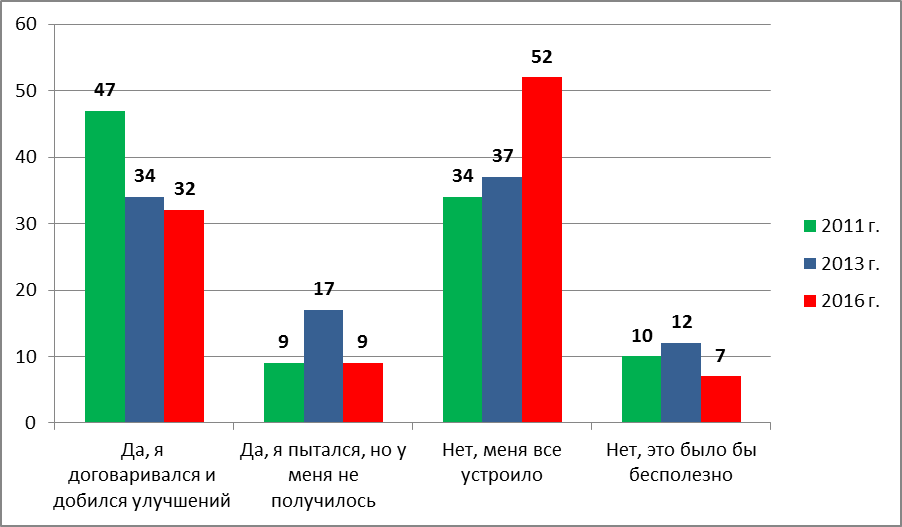 60
50
40
30
20
10
0
47
34
32
9
17
9
34
37
52
10
12
7
Да, я
договаривался и
добился улучшений
Да, я пытался, но у
меня не
получилось
Нет, меня все
устроило
Нет, это было бы
бесполезно
2011 г.
2013 г.
2016 г.